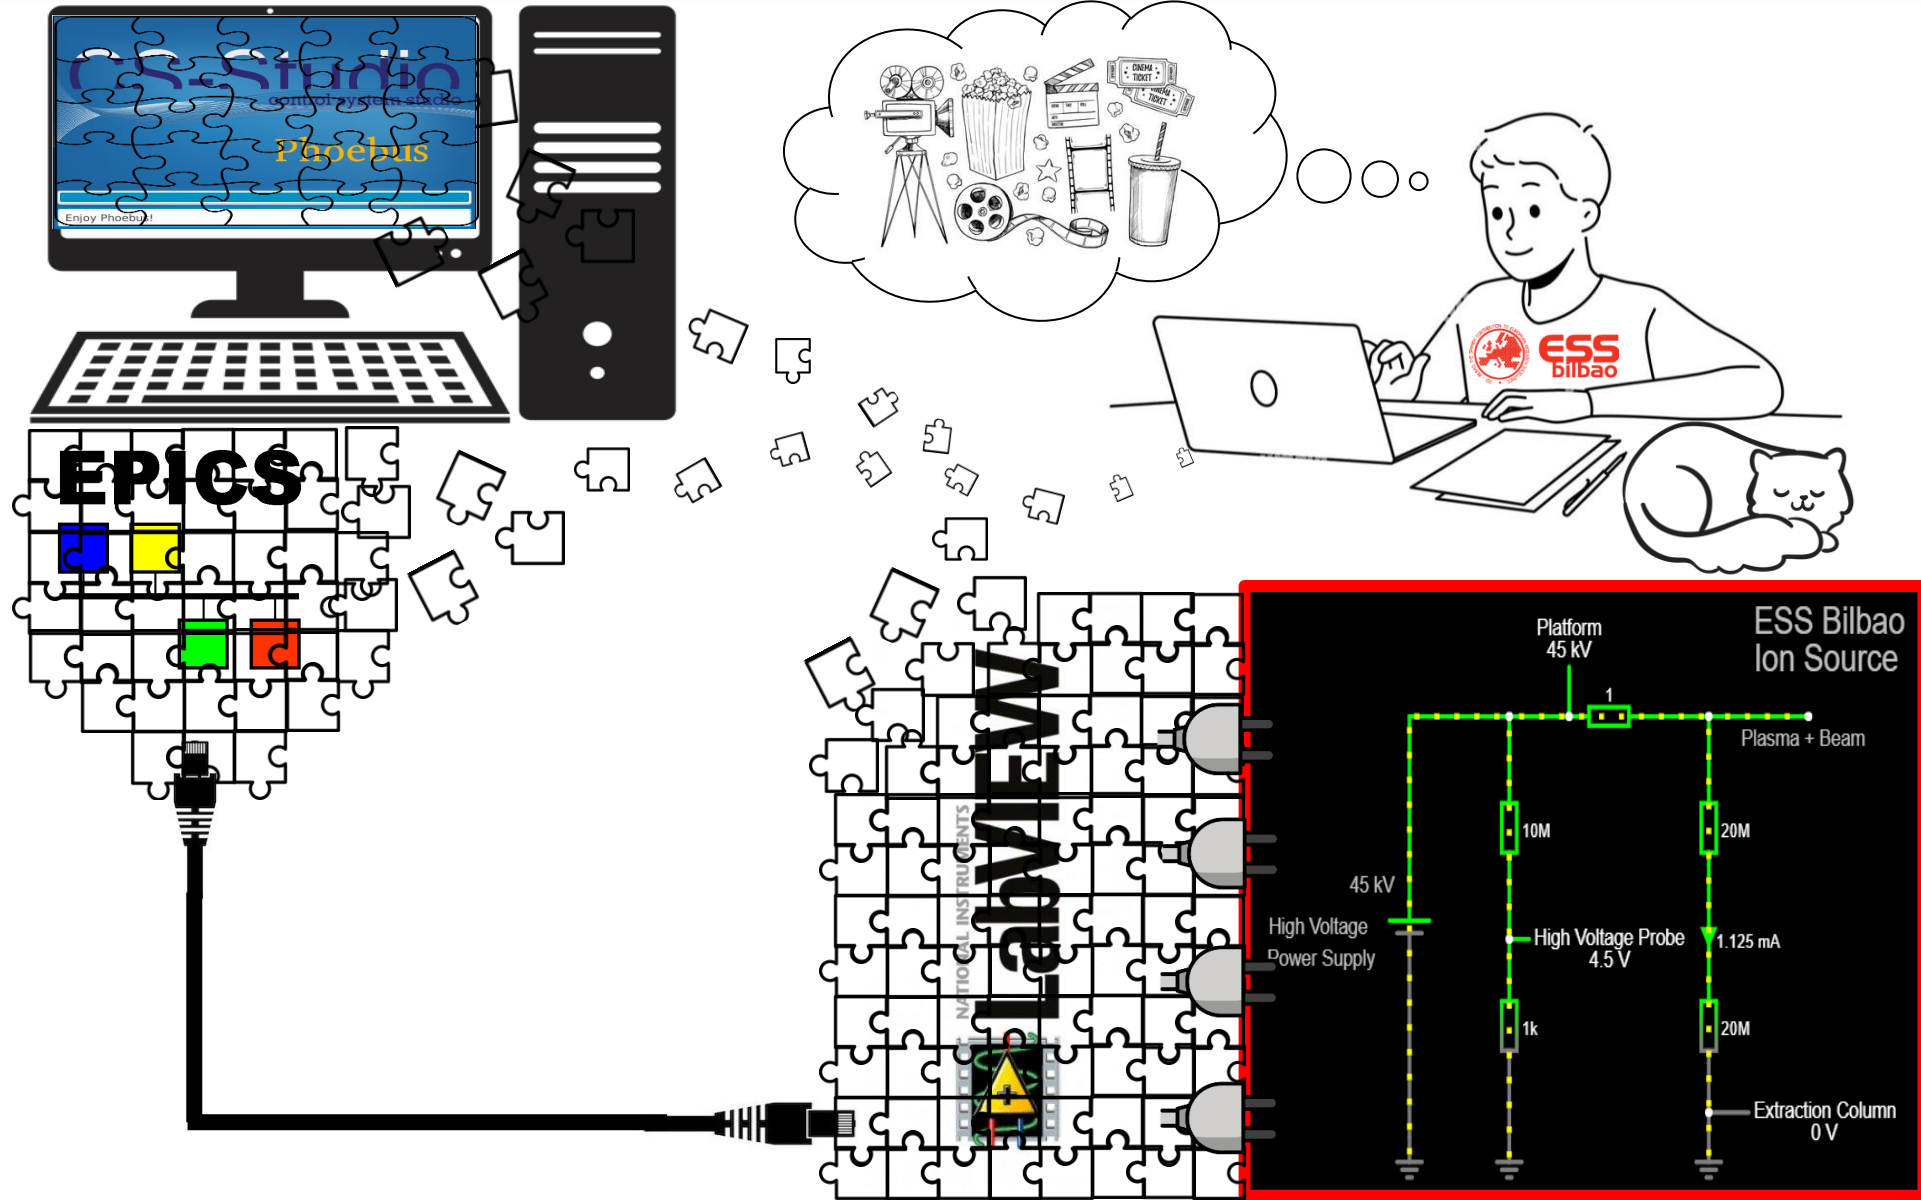 CS-Studio
control system studio
Phoebus
Enjoy Phoebus!
CINEMA
TICKET
CINEMA
TICKET
ESS
bilbao
EPICS
NATIONAL INSTRUMENTS
LabVIEW
ESS Bilbao
Ion Source
Platform
45 kV
1
Plasma + Beam
10M
20M
45 kV
High Voltage
Power Supply
High Voltage Probe
4.5 V
1.125 mA
1k
20M
Extraction Column
0 V